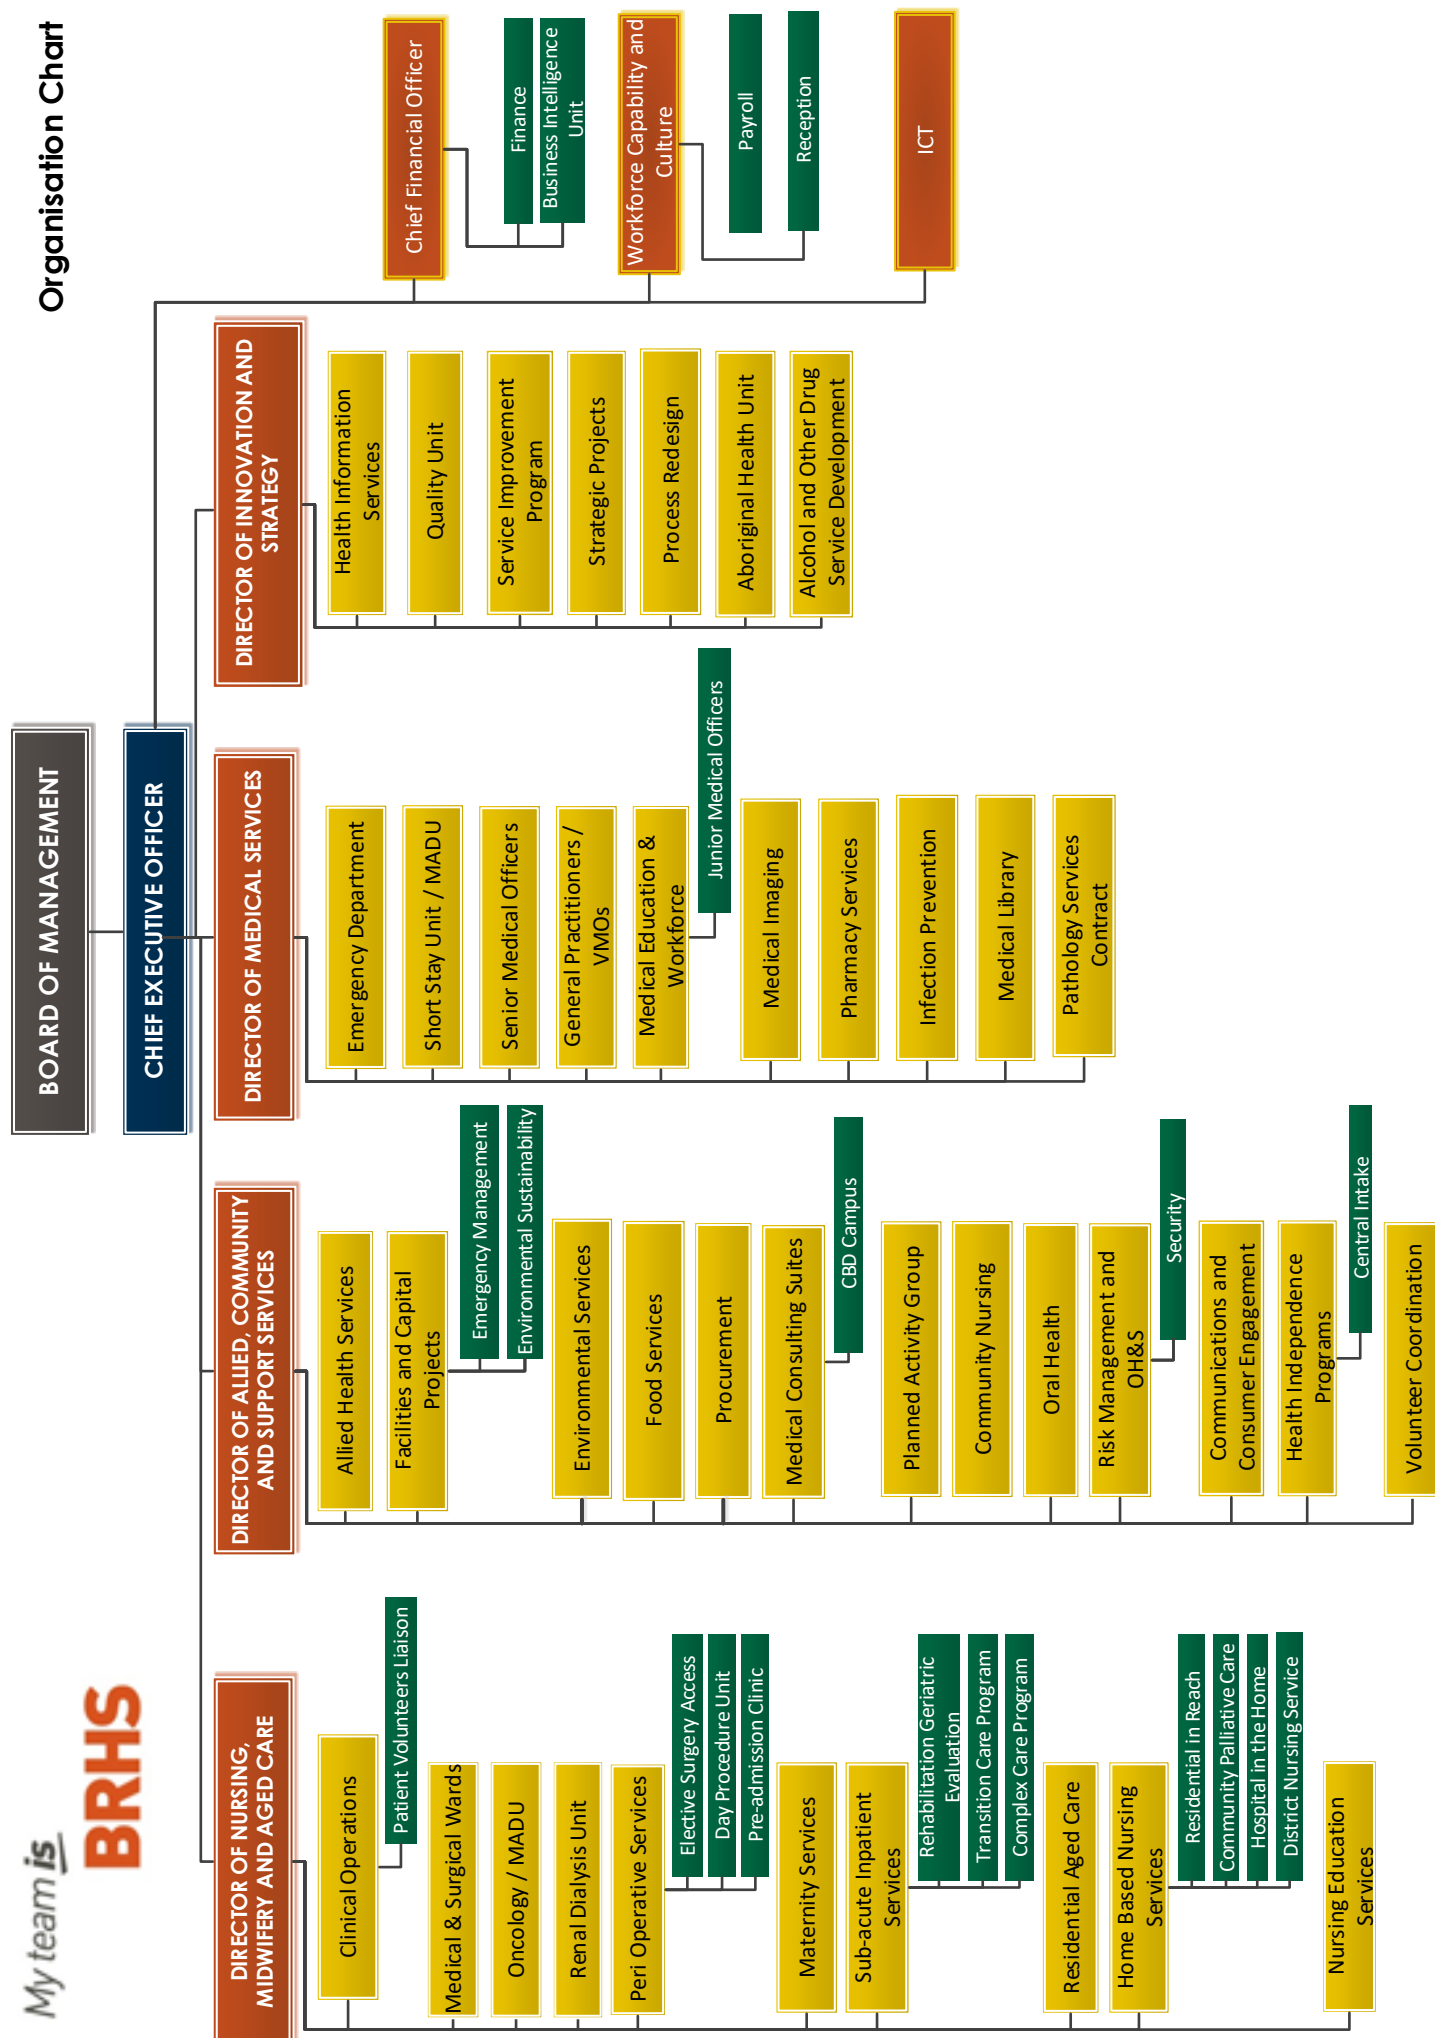 My team is
BRHS
Organisation Chart
BOARD OF MANAGEMENT
CHIEF EXECUTIVE OFFICER
DIRECTOR OF NURSING,
MIDWIFERY AND AGED CARE
Clinical Operations
Patient Volunteers Liaison
Medical & Surgical Wards
Oncology / MADU
Renal Dialysis Unit
Peri Operative Services
Elective Surgery Access
Day Procedure Unit
Pre-admission Clinic
Maternity Services
Sub-acute Inpatient
Services
Rehabilitation Geriatric
Evaluation
Transition Care Program
Complex Care Program
Residential Aged Care
Home Based Nursing
Services
Residential in Reach
Community Palliative Care
Hospital in the Home
District Nursing Service
Nursing Education
Services
DIRECTOR OF ALLIED, COMMUNITY
AND SUPPORT SERVICES
Allied Health Services
Facilities and Capital
Projects
Emergency Management
Environmental Sustainability
Environmental Services
Food Services
Procurement
Medical Consulting Suites
CBD Campus
Planned Activity Group
Community Nursing
Oral Health
Risk Management and
OH&S
Security
Communications and
Consumer Engagement
Health Independence
Programs
Central Intake
Volunteer Coordination
DIRECTOR OF MEDICAL SERVICES
Emergency Department
Short Stay Unit / MADU
Senior Medical Officers
General Practitioners /
VMOs
Medical Education &
Workforce
Junior Medical Officers
Medical Imaging
Pharmacy Services
Infection Prevention
Medical Library
Pathology Services
Contract
DIRECTOR OF INNOVATION AND
STRATEGY
Health Information
Services
Quality Unit
Service Improvement
Program
Strategic Projects
Process Redesign
Aboriginal Health Unit
Alcohol and Other Drug
Service Development
Chief Financial Officer
Finance
Business Intelligence
Unit
Workforce Capability and
Culture
Payroll
Reception
ICT